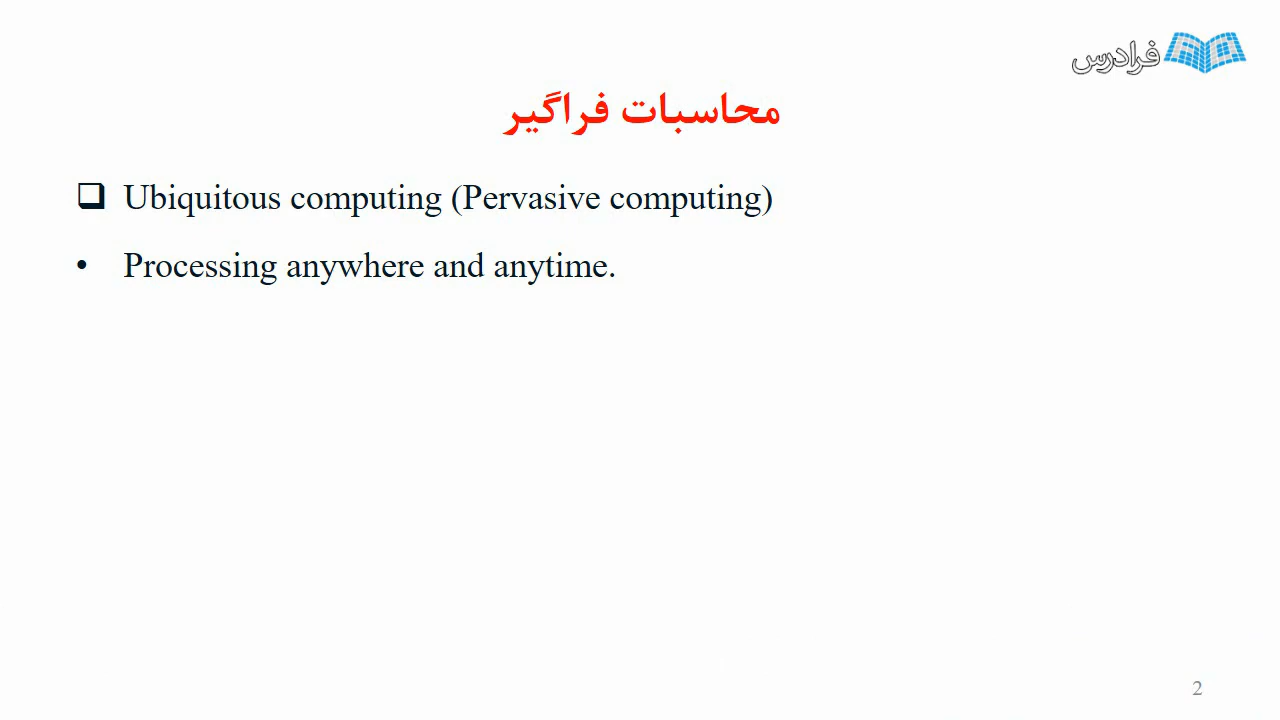 فرادرس
محاسبات فراگیر
❑ Ubiquitous computing (Pervasive computing)
• Processing anywhere and anytime.
2